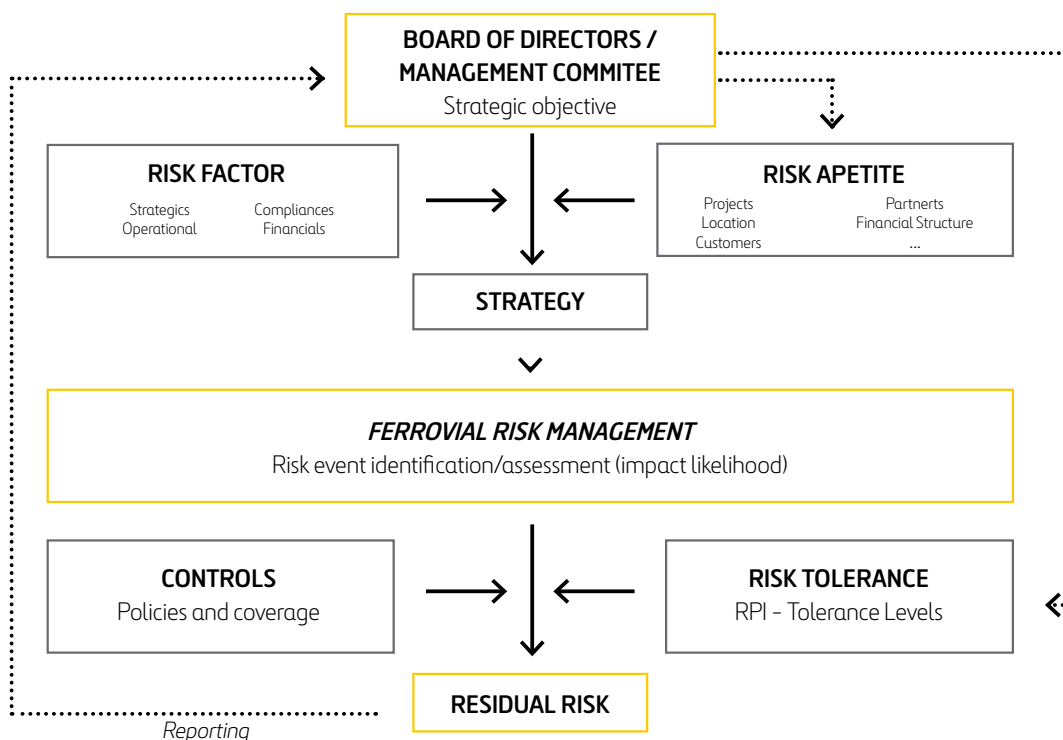 BOARD OF DIRECTORS /
MANAGEMENT COMMITEE
Strategic objective
RISK FACTOR
Strategics
Operational
Compliances
Financials
RISK APETITE
Projects
Location
Customers
Partnerts
Financial Structure
...
STRATEGY
FERROVIAL RISK MANAGEMENT
Risk event identification/assessment (impact likelihood)
CONTROLS
Policies and coverage
RISK TOLERANCE
RPI – Tolerance Levels
RESIDUAL RISK
Reporting